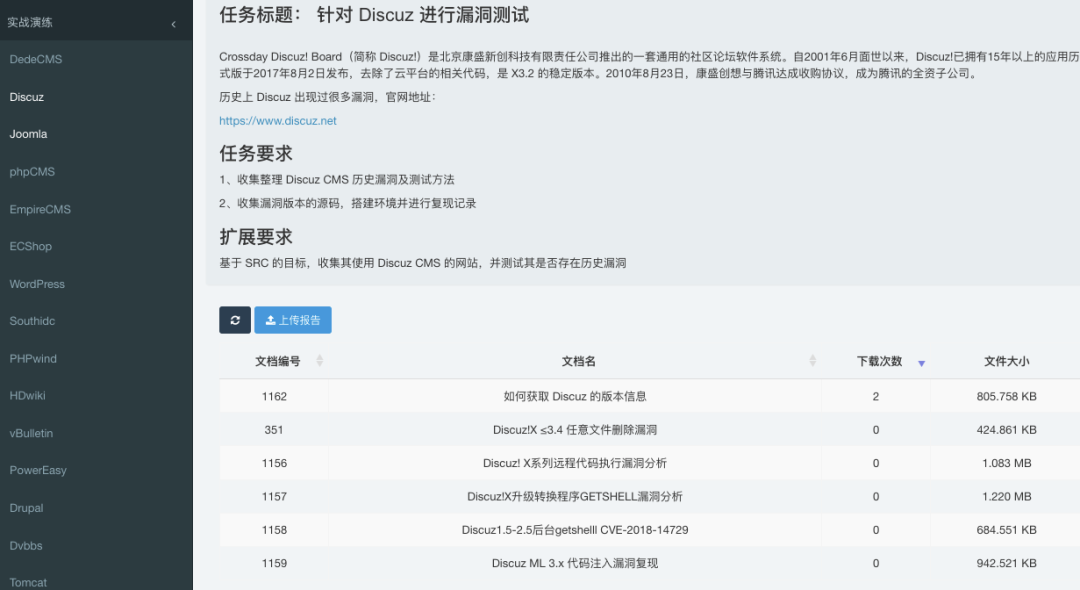 实战演练
DedeCMS
Discuz
Joomla
phpCMS
EmpireCMS
ECShop
WordPress
Southidc
PHPwind
HDwiki
vBulletin
PowerEasy
Drupal
Dvbbs
Tomcat
任务标题： 针对 Discuz 进行漏洞测试
Crossday Discuz! Board（简称 Discuz!）是北京康盛新创科技有限责任公司推出的一套通用的社区论坛软件系统。自2001年6月面世以来，Discuz!已拥有15年以上的应用历
式版于2017年8月2日发布，去除了云平台的相关代码，是 X3.2 的稳定版本。2010年8月23日，康盛创想与腾讯达成收购协议，成为腾讯的全资子公司。
历史上 Discuz 出现过很多漏洞，官网地址：
https://www.discuz.net
任务要求
1、收集整理 Discuz CMS 历史漏洞及测试方法
2、收集漏洞版本的源码，搭建环境并进行复现记录
扩展要求
基于 SRC 的目标，收集其使用 Discuz CMS 的网站，并测试其是否存在历史漏洞
上传报告
文档编号 文档名 下载次数 文件大小
1162 如何获取 Discuz 的版本信息 2 805.758 KB
351 Discuz!X ≤3.4 任意文件删除漏洞 0 424.861 KB
1156 Discuz! X系列远程代码执行漏洞分析 0 1.083 MB
1157 Discuz!X升级转换程序GETSHELL漏洞分析 0 1.220 MB
1158 Discuz1.5-2.5后台getshelll CVE-2018-14729 0 684.551 KB
1159 Discuz ML 3.x 代码注入漏洞复现 0 942.521 KB